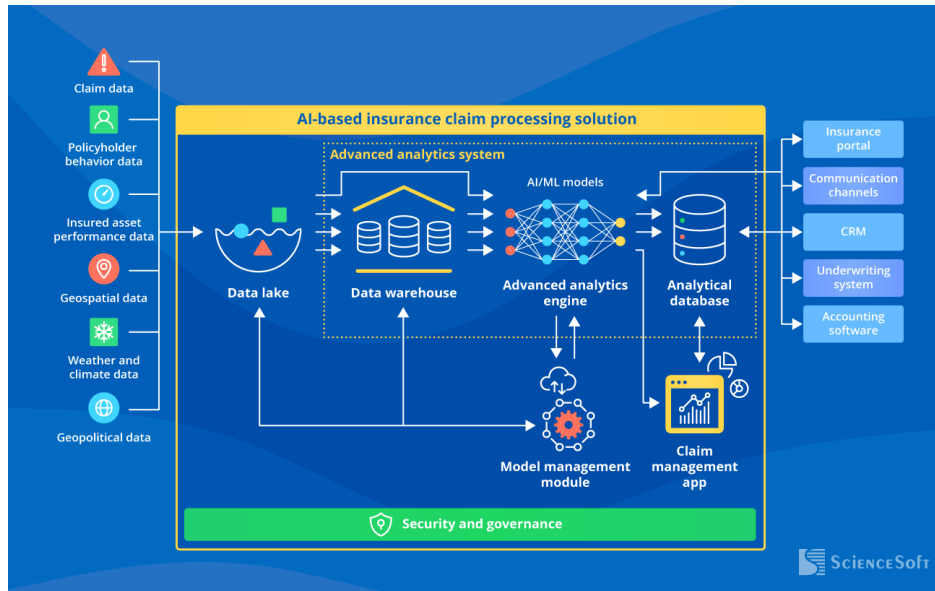 Claim data
Policyholder
behavior data
Insured asset
performance data
Geospatial data
Weather and
climate data
Geopolitical data
AI-based insurance claim processing solution
Advanced analytics system
AI/ML models
Data lake
Data warehouse
Advanced analytics
engine
Analytical
database
Model management
module
Claim
management
app
Security and governance
Insurance
portal
Communication
channels
CRM
Underwriting
system
Accounting
software
ScienceSoft